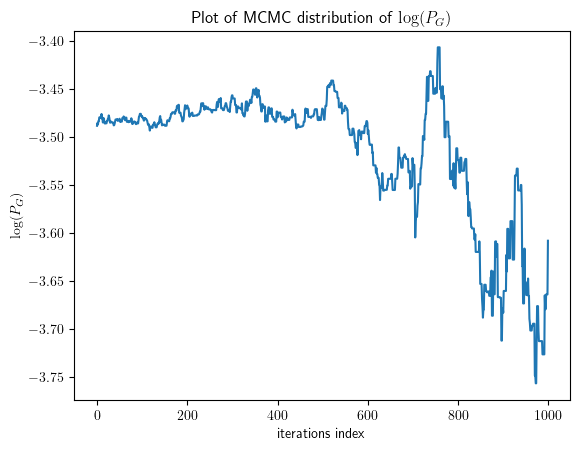 Plot of MCMC distribution of log(P_G)
−3.40
−3.45
−3.50
−3.55
−3.60
−3.65
−3.70
−3.75
log(P_G)
0 200 400 600 800 1000
iterations index